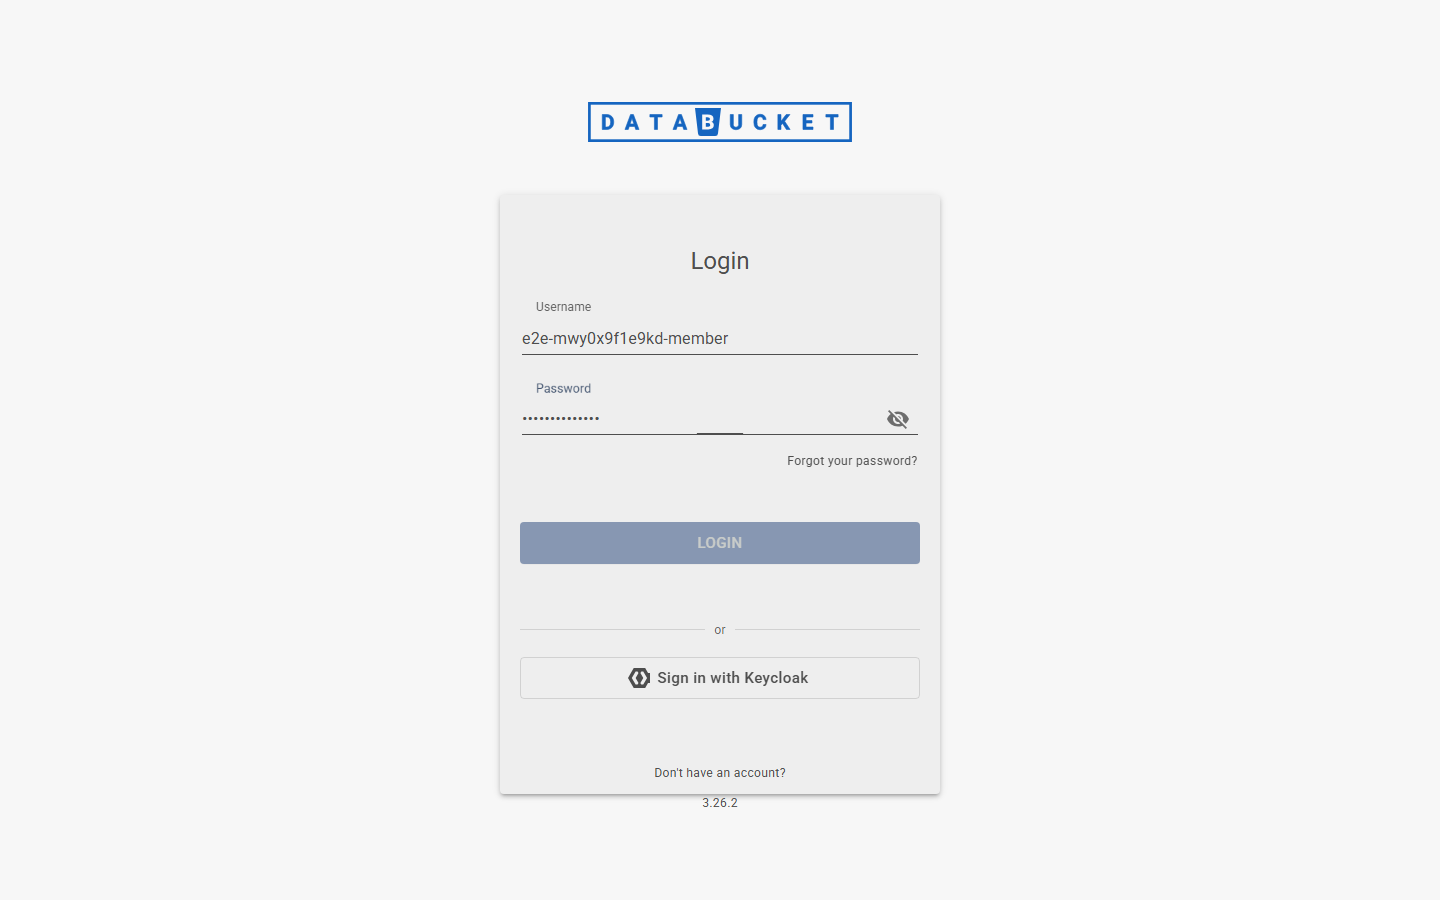 DATABUCKET
Login
Username
e2e-mwy0x9f1e9kd-member
Password
••••••••••••••
Forgot your password?
LOGIN
or
Sign in with Keycloak
Don't have an account?
3.26.2